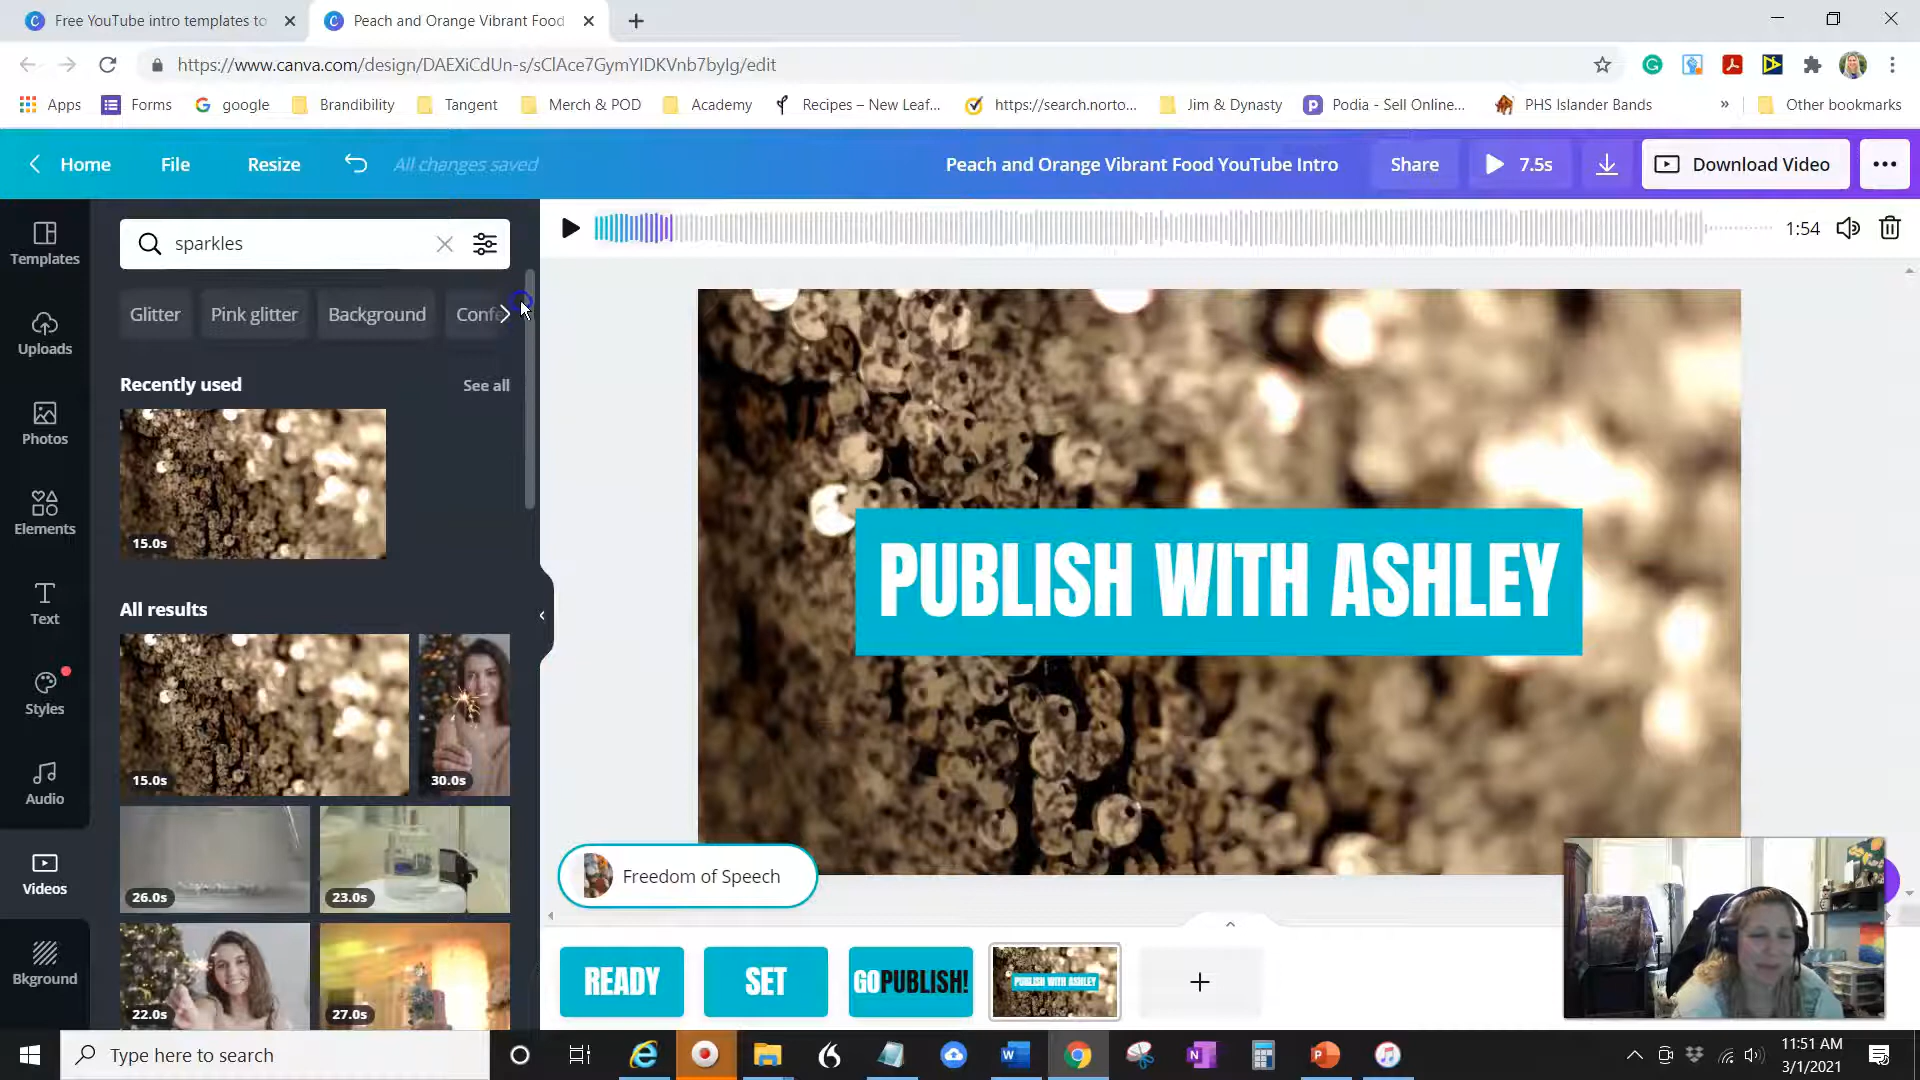 Free YouTube intro templates to
Peach and Orange Vibrant Food
https://www.canva.com/design/DAEXiCdUn-s/sClAce7GymYIDKVnb7byIg/edit
Apps
Forms
google
Brandibility
Tangent
Merch & POD
Academy
Recipes – New Leaf...
https://search.norto...
Jim & Dynasty
Podia - Sell Online...
PHS Islander Bands
»
Other bookmarks
Home
File
Resize
All changes saved
Peach and Orange Vibrant Food YouTube Intro
Share
7.5s
Download Video
Templates
Uploads
Photos
Elements
Text
Styles
Audio
Videos
Bkground
sparkles
Glitter
Pink glitter
Background
Confe
Recently used
See all
15.0s
All results
15.0s
30.0s
26.0s
23.0s
22.0s
27.0s
1:54
PUBLISH WITH ASHLEY
Freedom of Speech
READY
SET
GOPUBLISH!
PUBLISH WITH ASHLEY
Type here to search
11:51 AM
3/1/2021